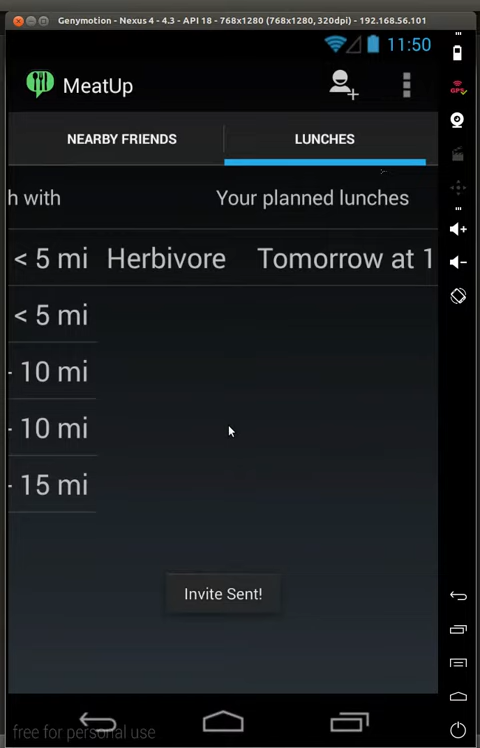 Genymotion - Nexus 4 - 4.3 - API 18 - 768x1280 (768x1280, 320dpi) - 192.168.56.101
11:50
MeatUp
GPS
NEARBY FRIENDS
LUNCHES
h with
Your planned lunches
< 5 mi
Herbivore
Tomorrow at 1
< 5 mi
- 10 mi
- 10 mi
- 15 mi
Invite Sent!
free for personal use